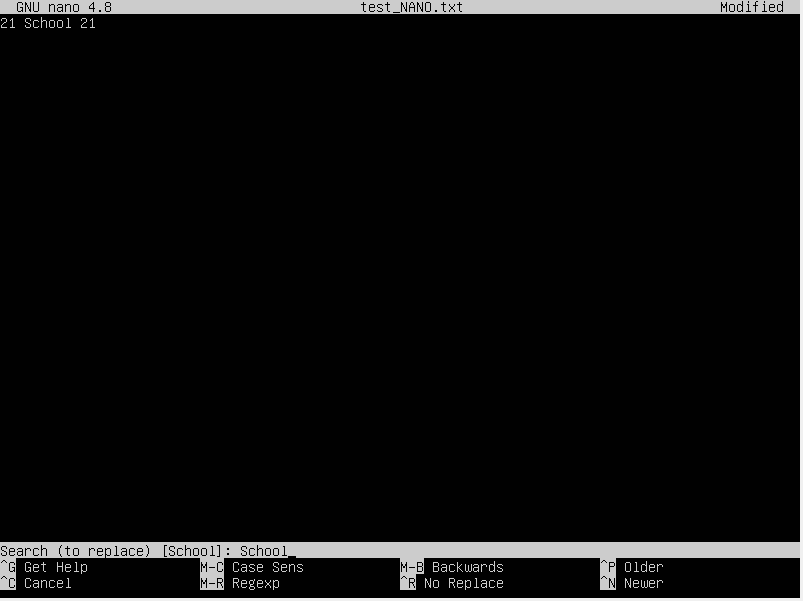 GNU nano 4.8 test_NANO.txt Modified
21 School 21
Search (to replace) [School]: School_
^G Get Help M-C Case Sens M-B Backwards ^P Older
^C Cancel M-R Regexp ^R No Replace ^N Newer